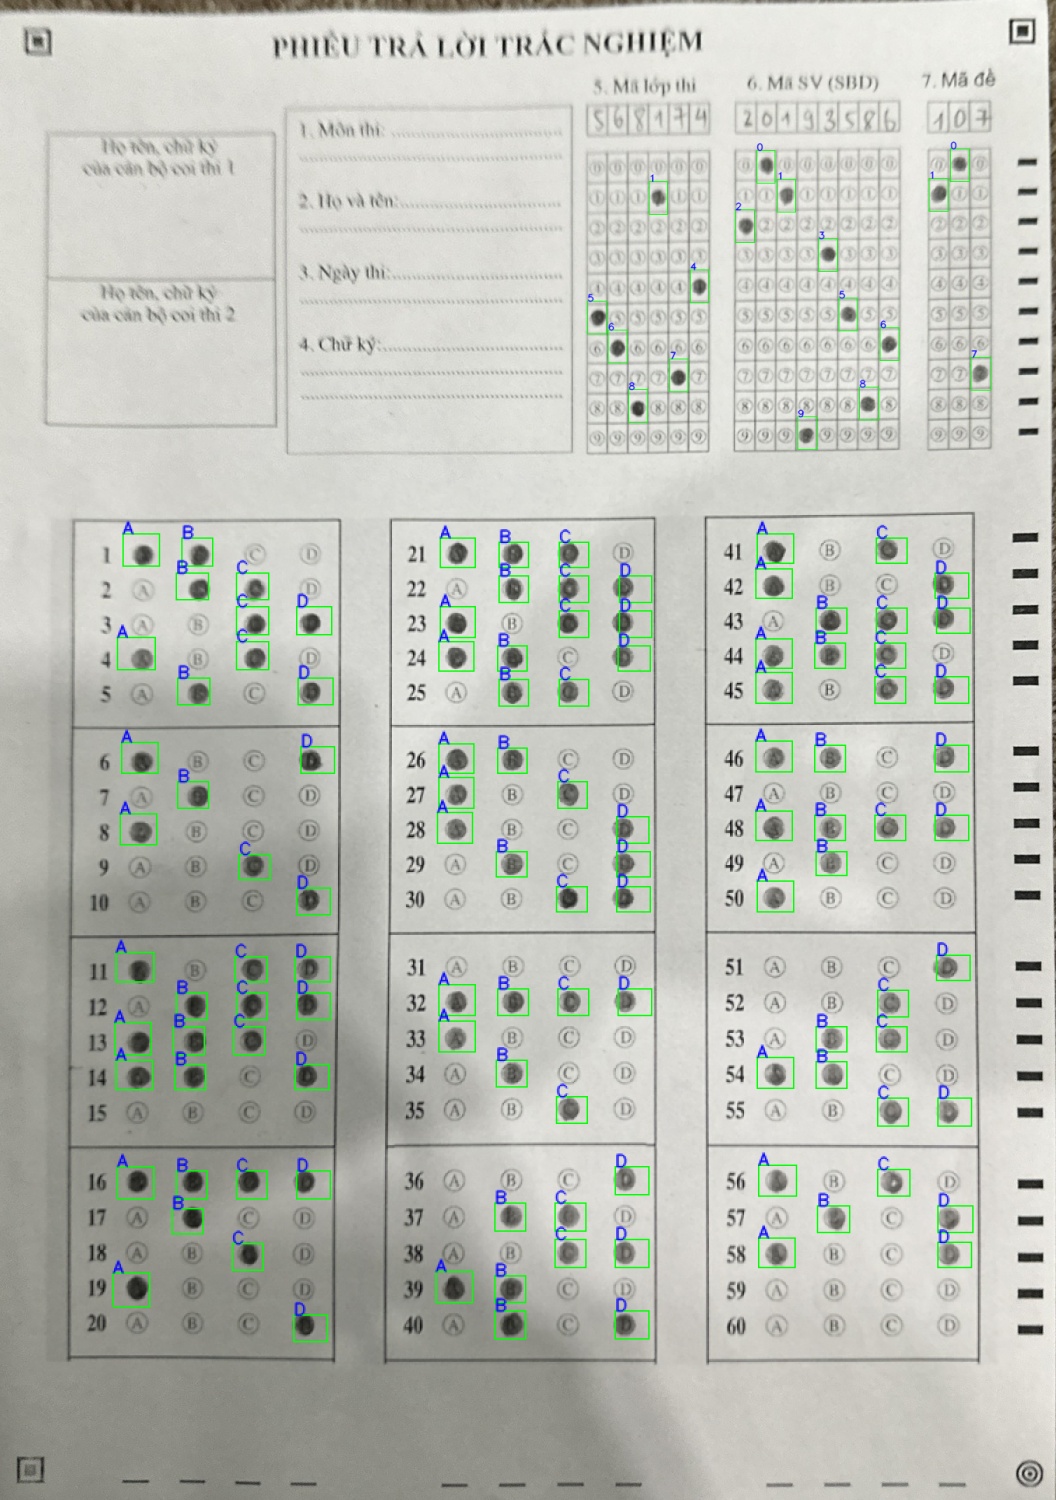 PHIẾU TRẢ LỜI TRẮC NGHIỆM
5. Mã lớp thi
6. Mã SV (SBD)
7. Mã đề
568174
20193586
107
Họ tên, chữ ký
của cán bộ coi thi 1
Họ tên, chữ ký
của cán bộ coi thi 2
1. Môn thi:
2. Họ và tên:
3. Ngày thi:
4. Chữ ký:
1 A B C D
2 A B C D
3 A B C D
4 A B C D
5 A B C D
6 A B C D
7 A B C D
8 A B C D
9 A B C D
10 A B C D
11 A B C D
12 A B C D
13 A B C D
14 A B C D
15 A B C D
16 A B C D
17 A B C D
18 A B C D
19 A B C D
20 A B C D
21 A B C D
22 A B C D
23 A B C D
24 A B C D
25 A B C D
26 A B C D
27 A B C D
28 A B C D
29 A B C D
30 A B C D
31 A B C D
32 A B C D
33 A B C D
34 A B C D
35 A B C D
36 A B C D
37 A B C D
38 A B C D
39 A B C D
40 A B C D
41 A B C D
42 A B C D
43 A B C D
44 A B C D
45 A B C D
46 A B C D
47 A B C D
48 A B C D
49 A B C D
50 A B C D
51 A B C D
52 A B C D
53 A B C D
54 A B C D
55 A B C D
56 A B C D
57 A B C D
58 A B C D
59 A B C D
60 A B C D